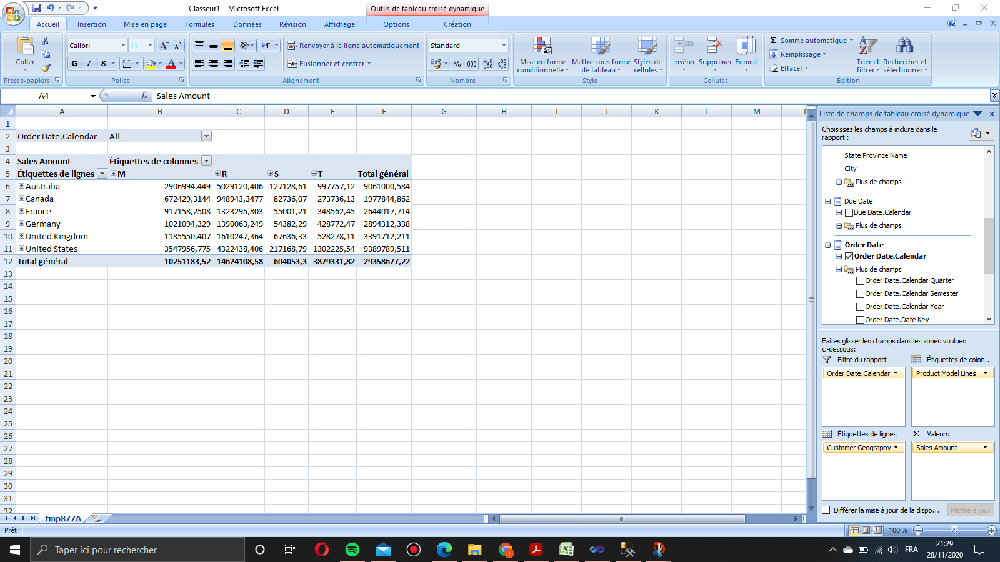 Classeur1 - Microsoft Excel
Outils de tableau croisé dynamique
Accueil Insertion Mise en page Formules Données Révision Affichage Options Création
Coller
Presse-papiers
Calibri 11
G I S
Police
Renvoyer à la ligne automatiquement
Fusionner et centrer
Alignement
Standard
% 000
Nombre
Mise en forme conditionnelle
Mettre sous forme de tableau
Styles de cellules
Style
Insérer Supprimer Format
Cellules
Σ Somme automatique
Remplissage
Effacer
Trier et filtrer
Rechercher et sélectionner
Édition
A4 fx Sales Amount
A B C D E F G H I J K L M
1
2 Order Date.Calendar All
3
4 Sales Amount Étiquettes de colonnes
5 Étiquettes de lignes M R S T Total général
6 Australia 2906994,449 5029120,406 127128,61 997757,12 9061000,584
7 Canada 672429,3144 948943,3477 82736,07 273736,13 1977844,862
8 France 917158,2508 1323295,803 55001,21 348562,45 2644017,714
9 Germany 1021094,329 1390063,249 54382,29 428772,47 2894312,338
10 United Kingdom 1185550,407 1610247,364 67636,33 528278,11 3391712,211
11 United States 3547956,775 4322438,406 217168,79 1302225,54 9389789,511
12 Total général 10251183,52 14624108,58 604053,3 3879331,82 29358677,22
13
14
15
16
17
18
19
20
21
22
23
24
25
26
27
28
29
30
31
32
Liste de champs de tableau croisé dynamique
Choisissez les champs à inclure dans le
rapport :
State Province Name
City
Plus de champs
Due Date
Due Date.Calendar
Plus de champs
Order Date
Order Date.Calendar
Plus de champs
Order Date.Calendar Quarter
Order Date.Calendar Semester
Order Date.Calendar Year
Order Date.Date Key
Faites glisser les champs dans les zones voulues
ci-dessous:
Filtre du rapport Étiquettes de colon...
Order Date.Calendar Product Model Lines
Étiquettes de lignes Σ Valeurs
Customer Geography Sales Amount
Différer la mise à jour de la dispo... Mettre à jour
tmp877A
Prêt 100 %
Taper ici pour rechercher
FRA
21:29
28/11/2020